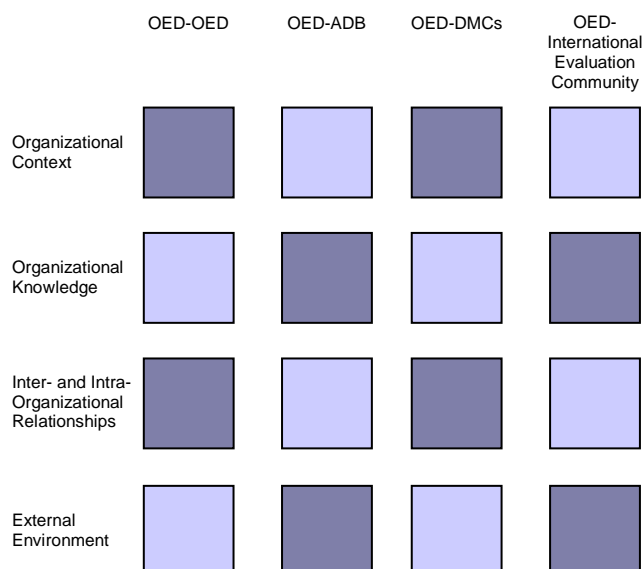 OED-OED
OED-ADB
OED-DMCs
OED-
International
Evaluation
Community
Organizational
Context
Organizational
Knowledge
Inter- and Intra-
Organizational
Relationships
External
Environment